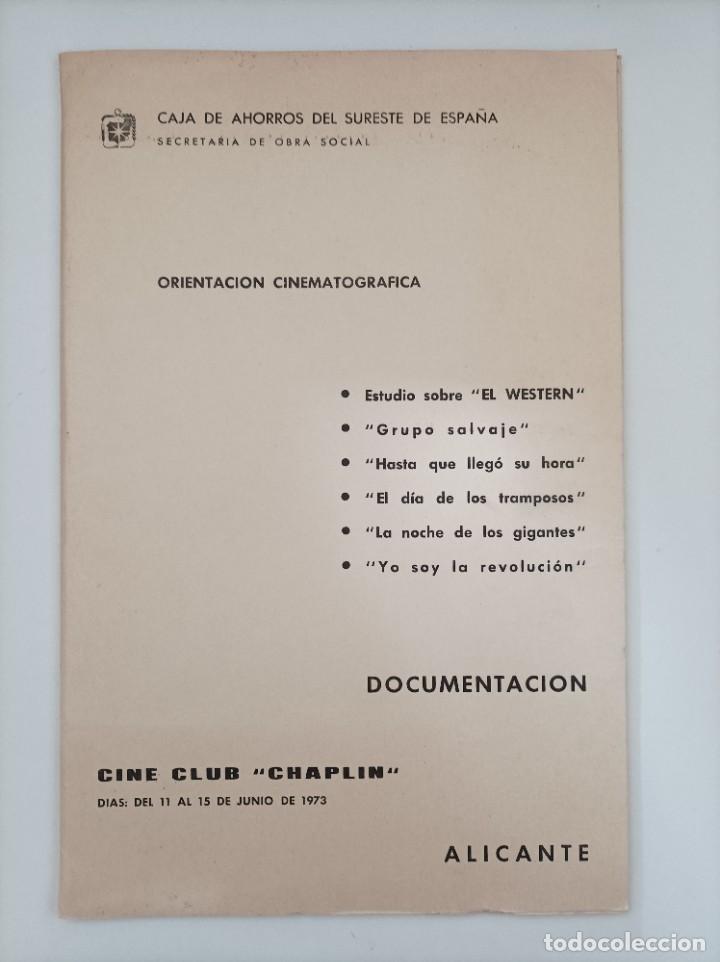 CAJA DE AHORROS DEL SURESTE DE ESPAÑA
SECRETARIA DE OBRA SOCIAL
ORIENTACION CINEMATOGRAFICA
• Estudio sobre "EL WESTERN"
• "Grupo salvaje"
• "Hasta que llegó su hora"
• "El día de los tramposos"
• "La noche de los gigantes"
• "Yo soy la revolución"
DOCUMENTACION
CINE CLUB "CHAPLIN"
DIAS: DEL 11 AL 15 DE JUNIO DE 1973
ALICANTE
todocoleccion